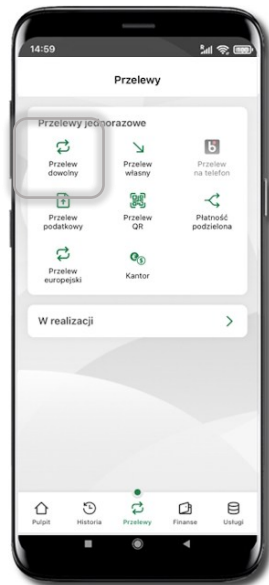 14:59
Przelewy
Przelewy jednorazowe
Przelew
dowolny
Przelew
własny
Przelew
na telefon
Przelew
podatkowy
Przelew
QR
Płatność
podzielona
Przelew
europejski
Kantor
W realizacji
Pulpit
Historia
Przelewy
Finanse
Usługi